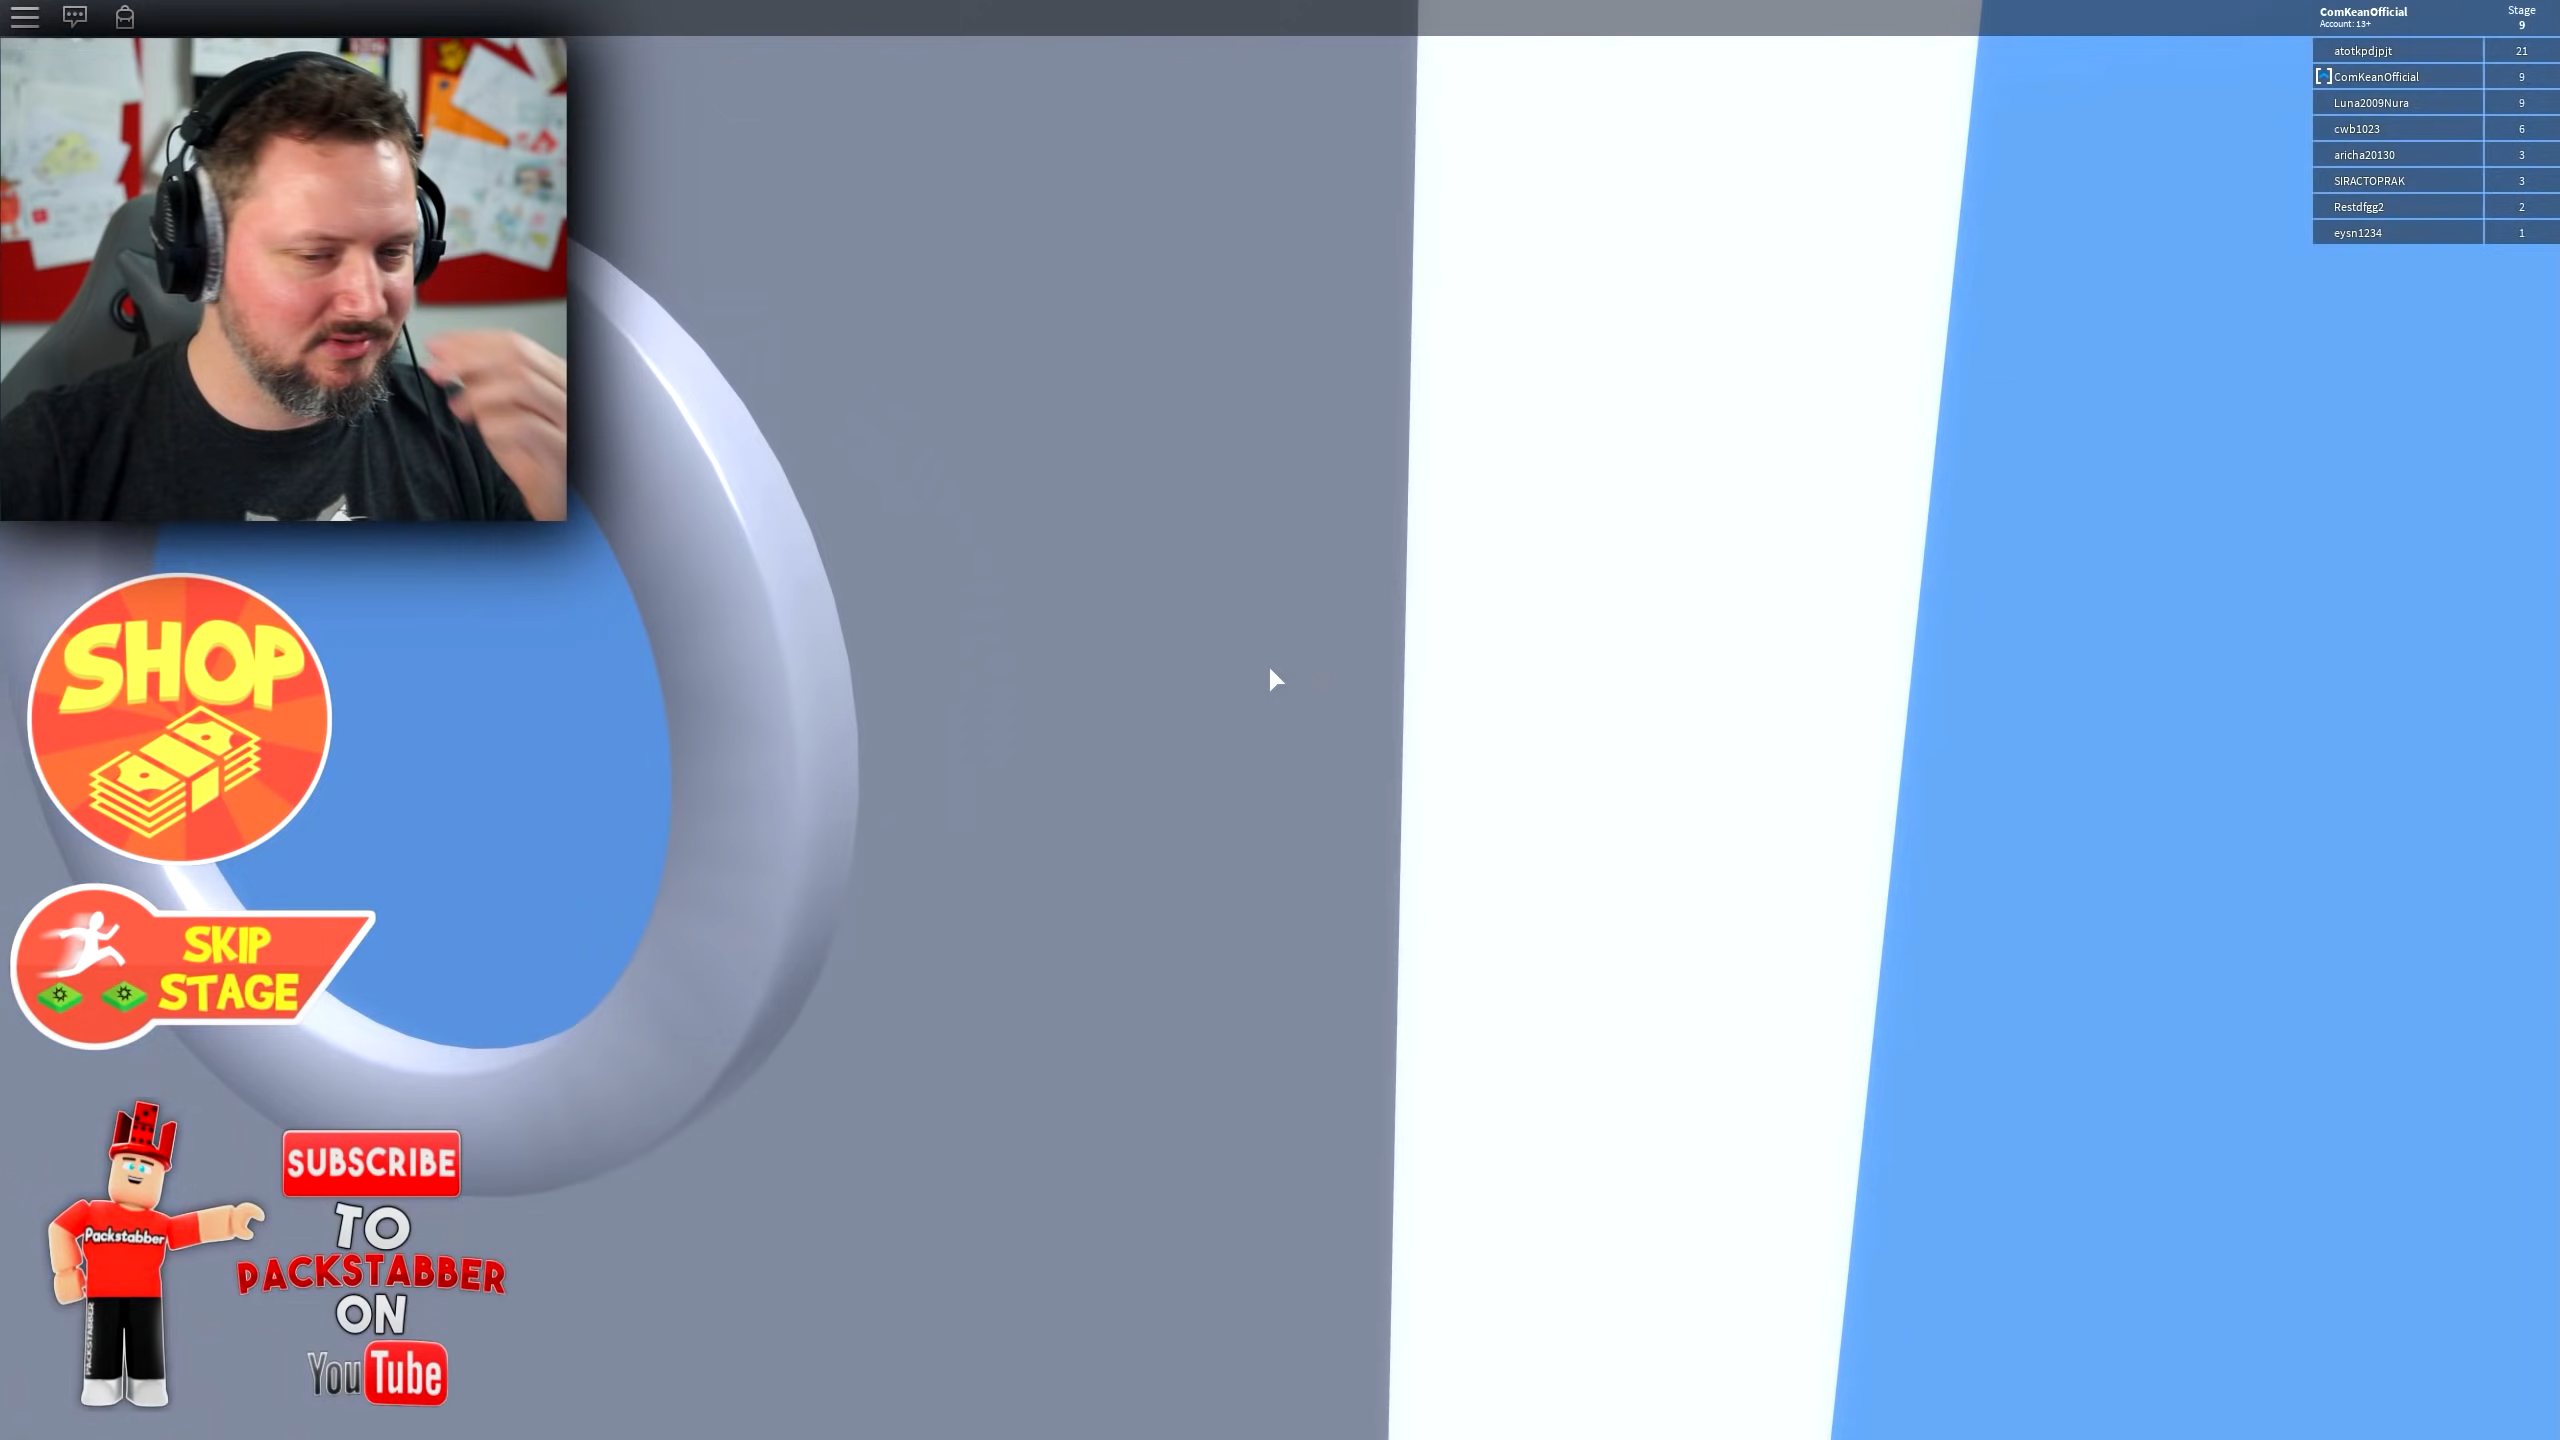 ComKeanOfficial
Account: 13+
Stage
9
atotkpdjpjt 21
ComKeanOfficial 9
Luna2009Nura 9
cwb1023 6
aricha20130 3
SIRACTOPRAK 3
Restdfgg2 2
eysn1234 1
SHOP
SKIP
STAGE
Packstabber
PACKSTABBER
SUBSCRIBE
TO
PACKSTABBER
ON
YouTube